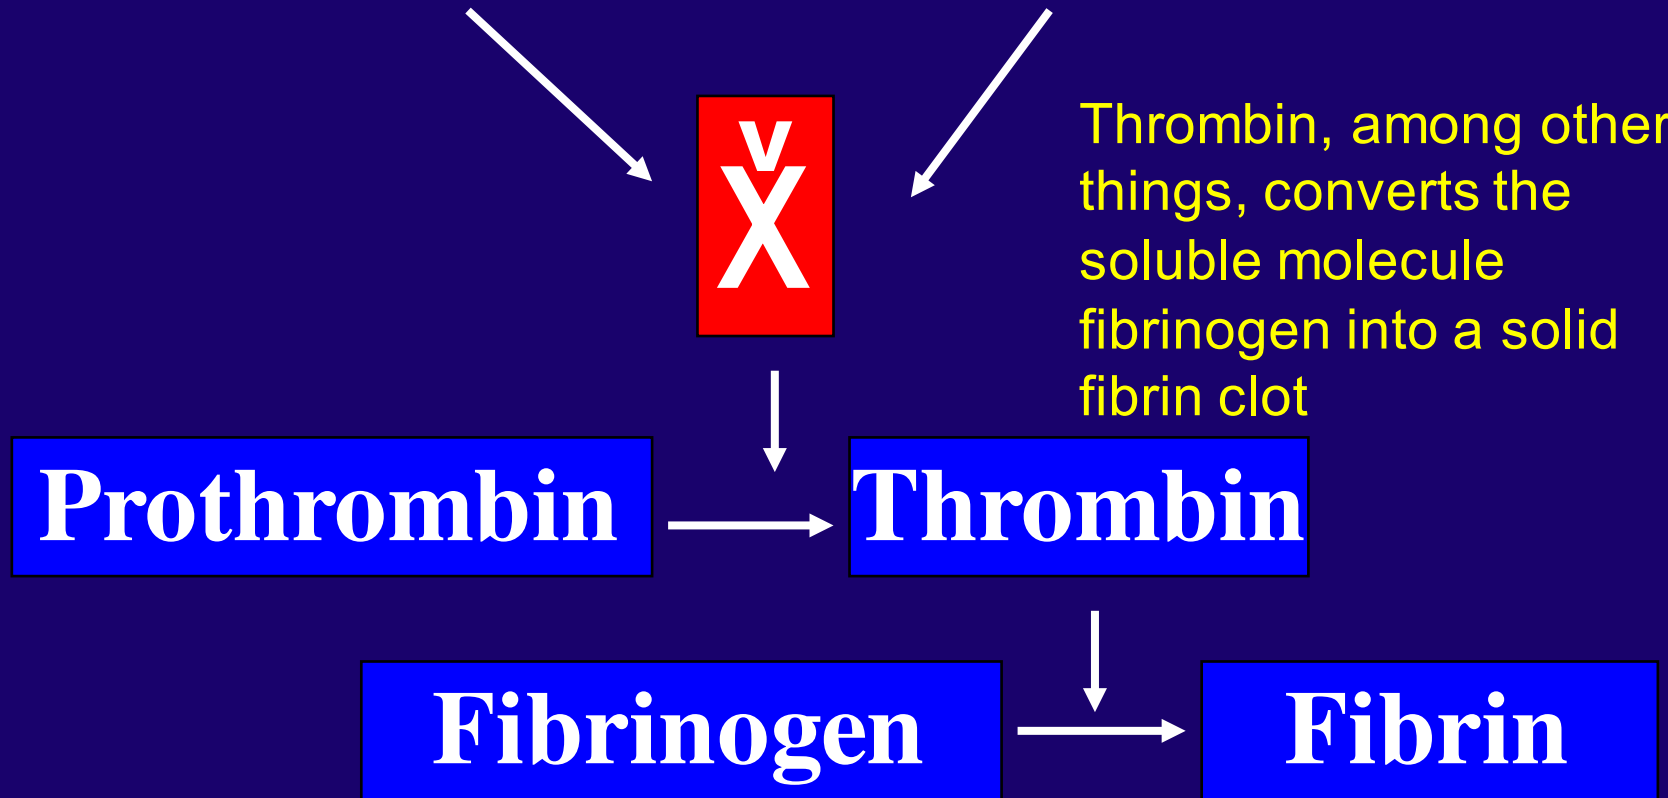 X̌
Thrombin, among other
things, converts the
soluble molecule
fibrinogen into a solid
fibrin clot
Prothrombin
Thrombin
Fibrinogen
Fibrin